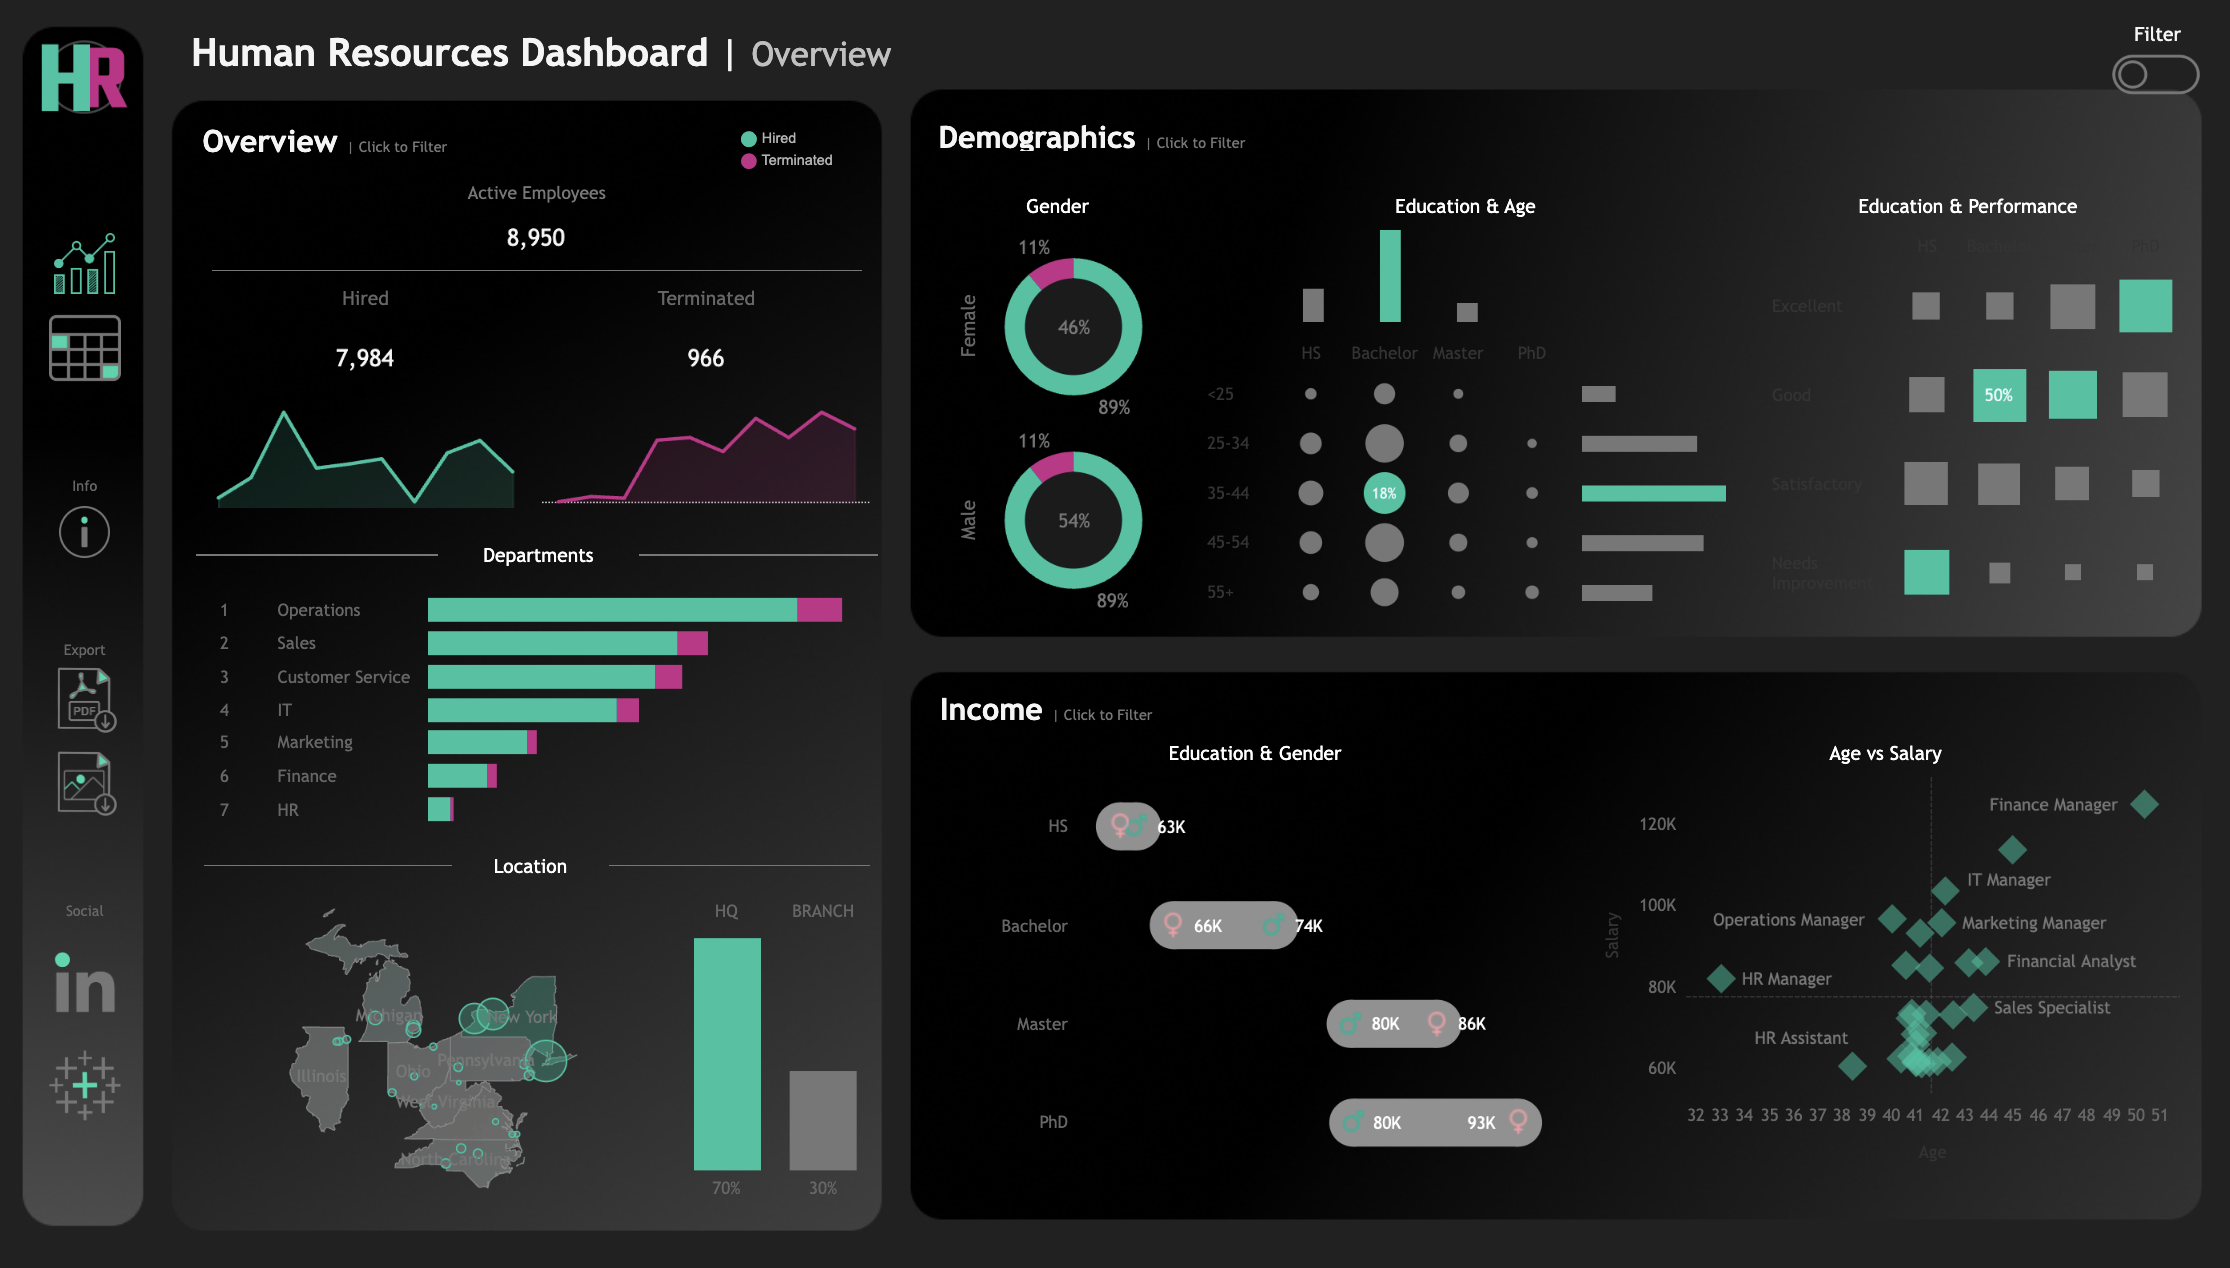 HR
Human Resources Dashboard | Overview
Filter
Info
Export
PDF
Social
in
Overview | Click to Filter
Hired
Terminated
Active Employees
8,950
Hired
Terminated
7,984
966
Departments
1 Operations
2 Sales
3 Customer Service
4 IT
5 Marketing
6 Finance
7 HR
Location
HQ BRANCH
Michigan
New York
Pennsylvania
Illinois
Ohio
West Virginia
North Carolina
70% 30%
Demographics | Click to Filter
Gender
11%
Female
46%
89%
11%
Male
54%
89%
Education & Age
HS Bachelor Master PhD
<25
25-34
35-44
18%
45-54
55+
Education & Performance
HS PhD
Excellent
Good
50%
Satisfactory
Needs
Improvement
Income | Click to Filter
Education & Gender
HS 63K
Bachelor 66K 74K
Master 80K 86K
PhD 80K 93K
Age vs Salary
Salary
120K
100K
80K
60K
Finance Manager
IT Manager
Operations Manager
Marketing Manager
Financial Analyst
HR Manager
Sales Specialist
HR Assistant
32 33 34 35 36 37 38 39 40 41 42 43 44 45 46 47 48 49 50 51
Age